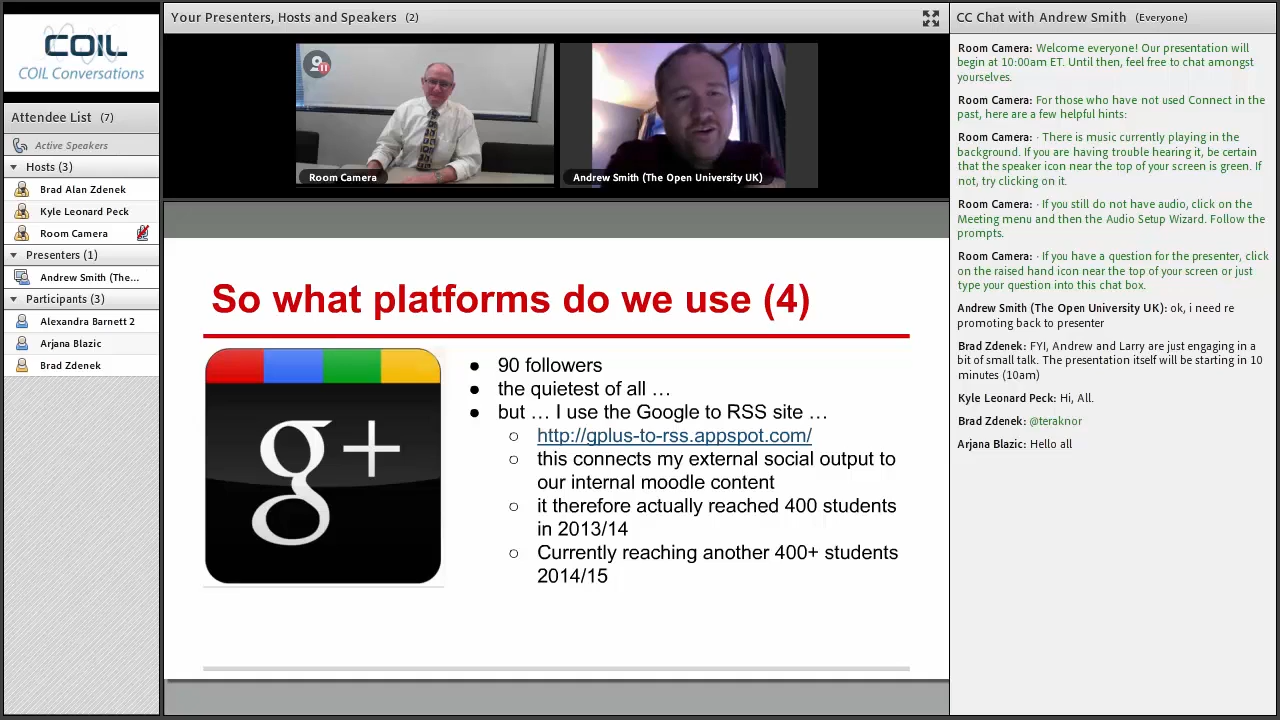 COIL
COIL Conversations
Attendee List (7)
Active Speakers
Hosts (3)
Brad Alan Zdenek
Kyle Leonard Peck
Room Camera
Presenters (1)
Andrew Smith (The...
Participants (3)
Alexandra Barnett 2
Arjana Blazic
Brad Zdenek
Your Presenters, Hosts and Speakers (2)
Room Camera
Andrew Smith (The Open University UK)
So what platforms do we use (4)
g+
● 90 followers
● the quietest of all …
● but … I use the Google to RSS site …
○ http://gplus-to-rss.appspot.com/
○ this connects my external social output to
our internal moodle content
○ it therefore actually reached 400 students
in 2013/14
○ Currently reaching another 400+ students
2014/15
CC Chat with Andrew Smith (Everyone)
Room Camera: Welcome everyone! Our presentation will
begin at 10:00am ET. Until then, feel free to chat amongst
yourselves.
Room Camera: For those who have not used Connect in the
past, here are a few helpful hints:
Room Camera: · There is music currently playing in the
background. If you are having trouble hearing it, be certain
that the speaker icon near the top of your screen is green. If
not, try clicking on it.
Room Camera: · If you still do not have audio, click on the
Meeting menu and then the Audio Setup Wizard. Follow the
prompts.
Room Camera: · If you have a question for the presenter, click
on the raised hand icon near the top of your screen or just
type your question into this chat box.
Andrew Smith (The Open University UK): ok, i need re
promoting back to presenter
Brad Zdenek: FYI, Andrew and Larry are just engaging in a
bit of small talk. The presentation itself will be starting in 10
minutes (10am)
Kyle Leonard Peck: Hi, All.
Brad Zdenek: @teraknor
Arjana Blazic: Hello all